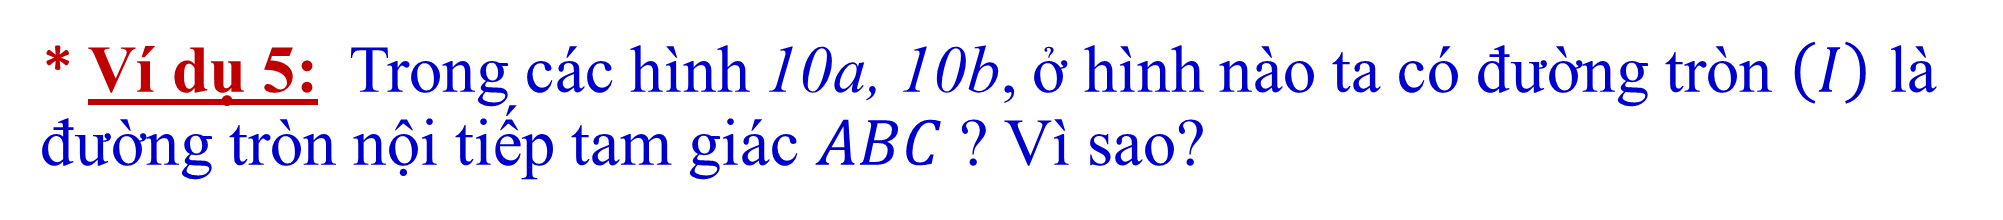 * Ví dụ 5: Trong các hình 10a, 10b, ở hình nào ta có đường tròn (I) là
đường tròn nội tiếp tam giác ABC ? Vì sao?